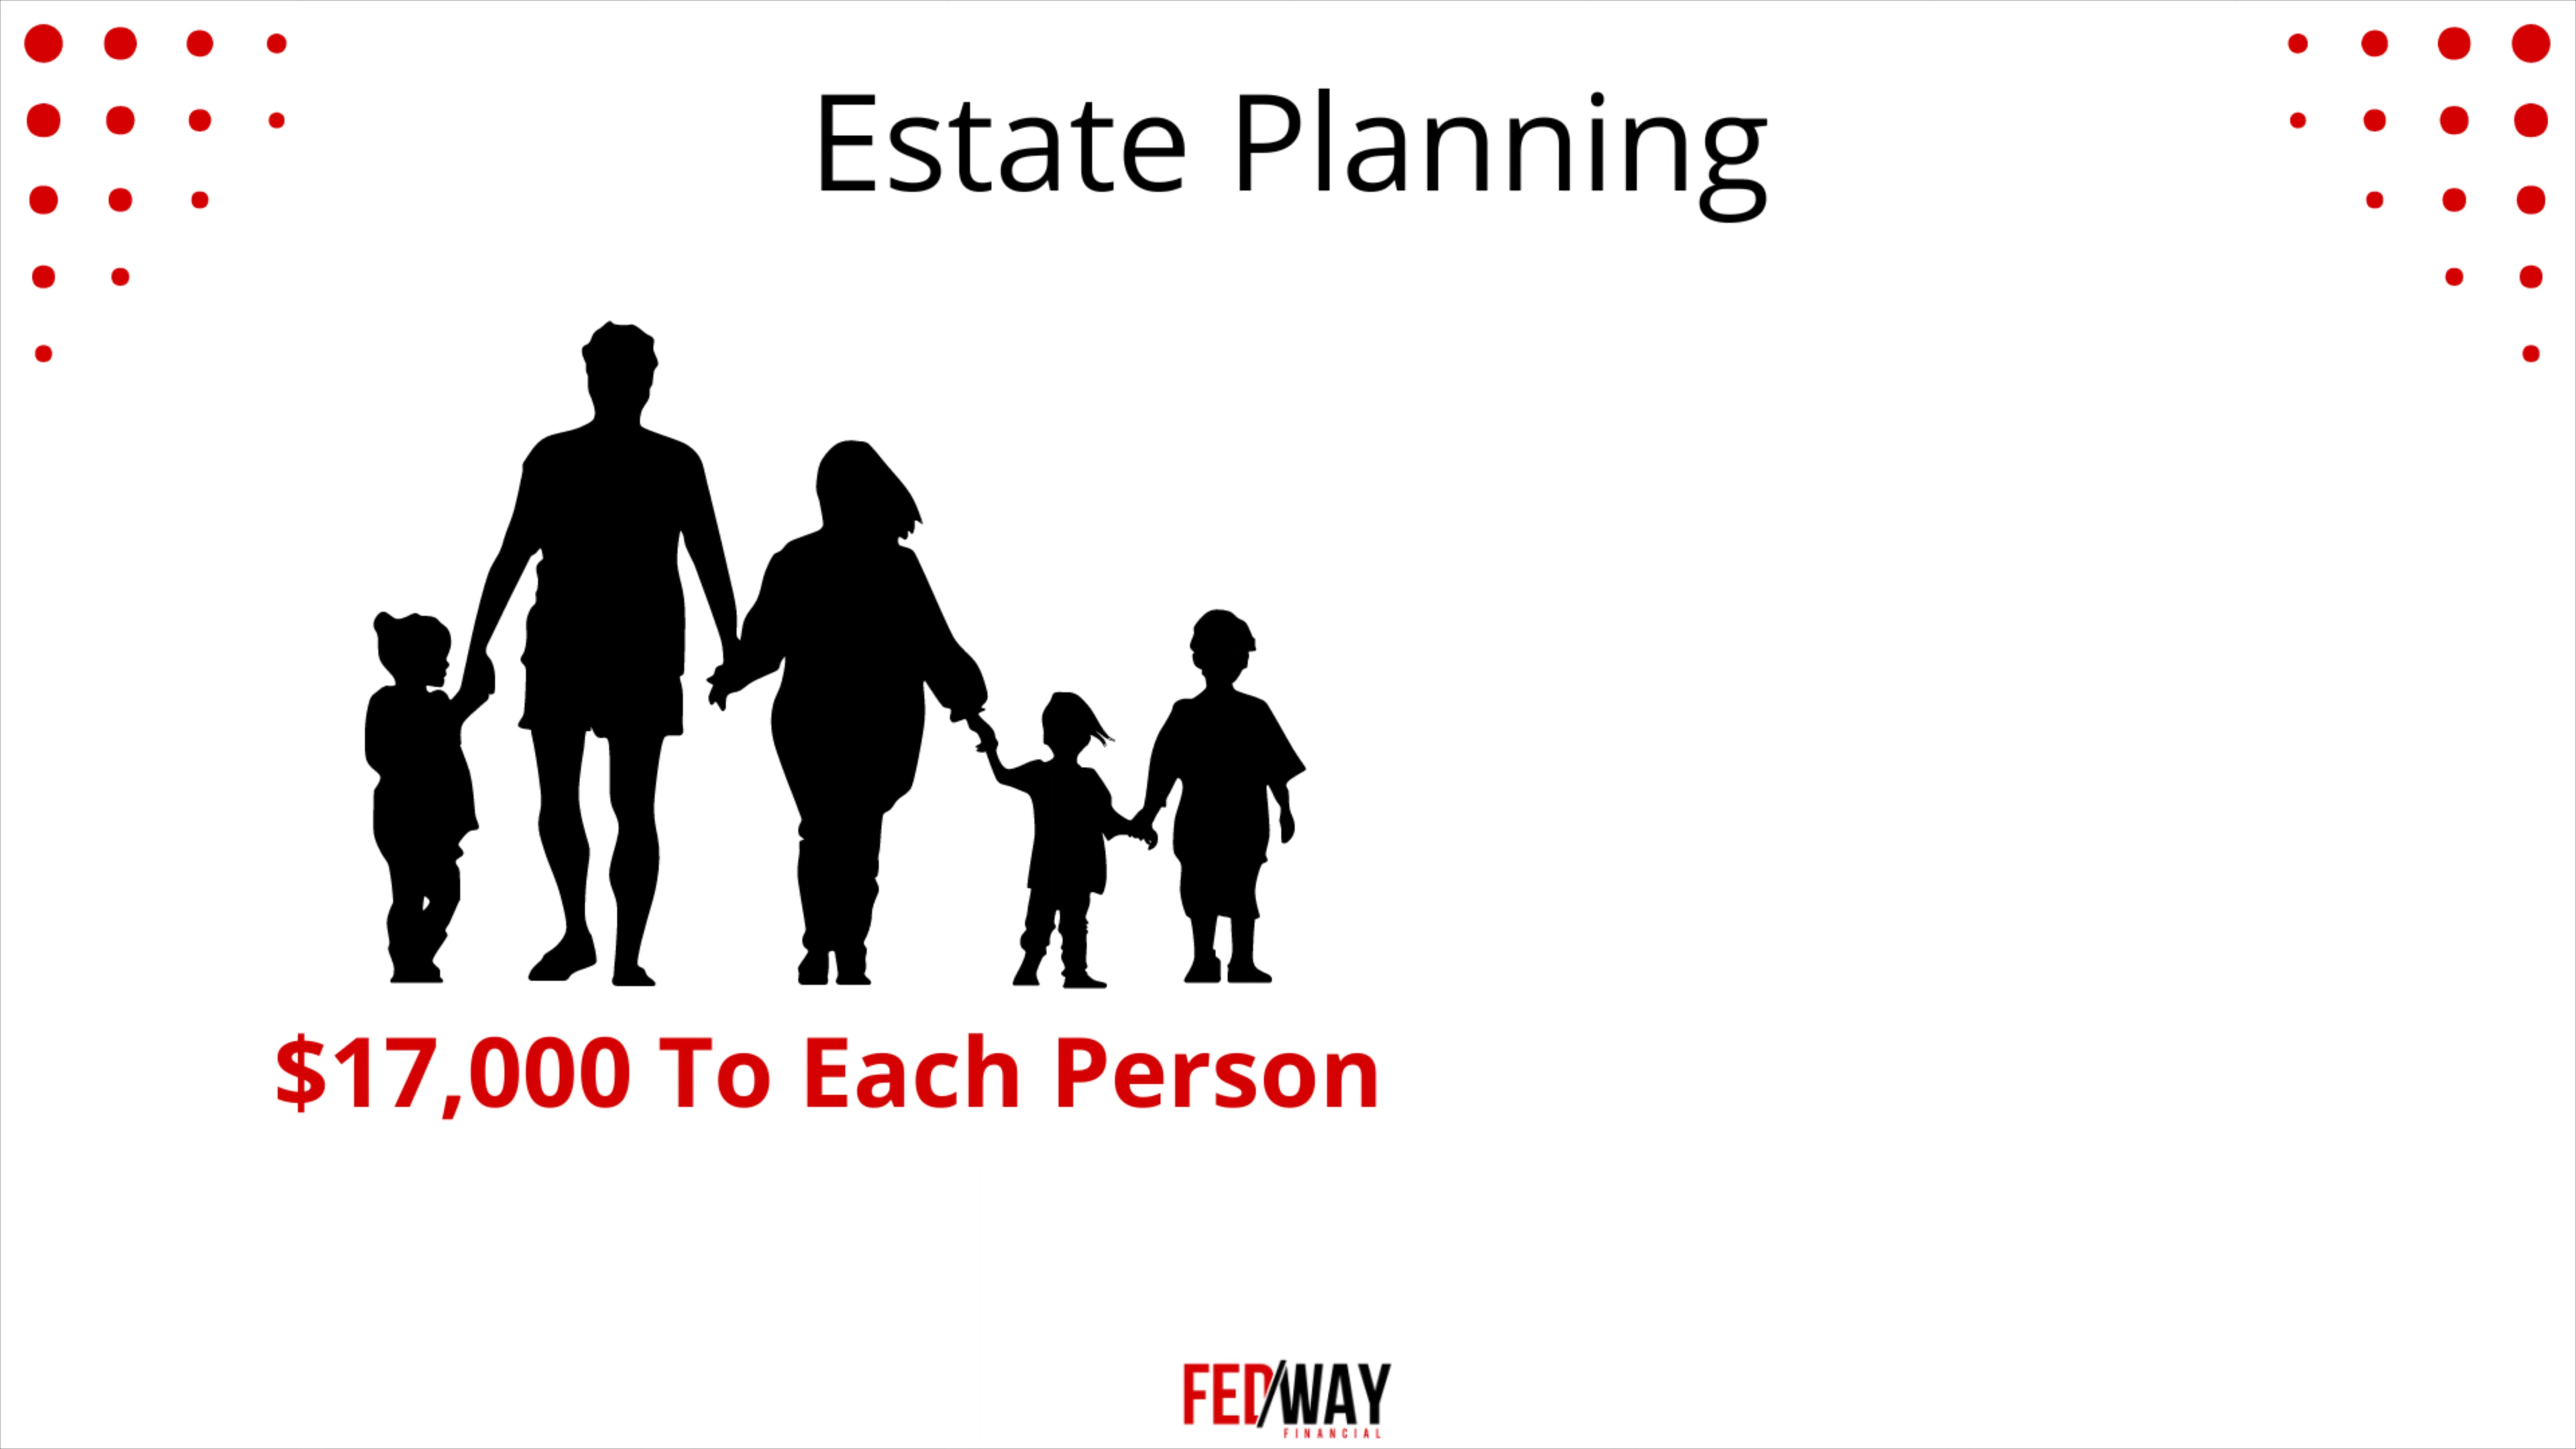 Estate Planning
$17,000 To Each Person
FED/WAY
FINANCIAL